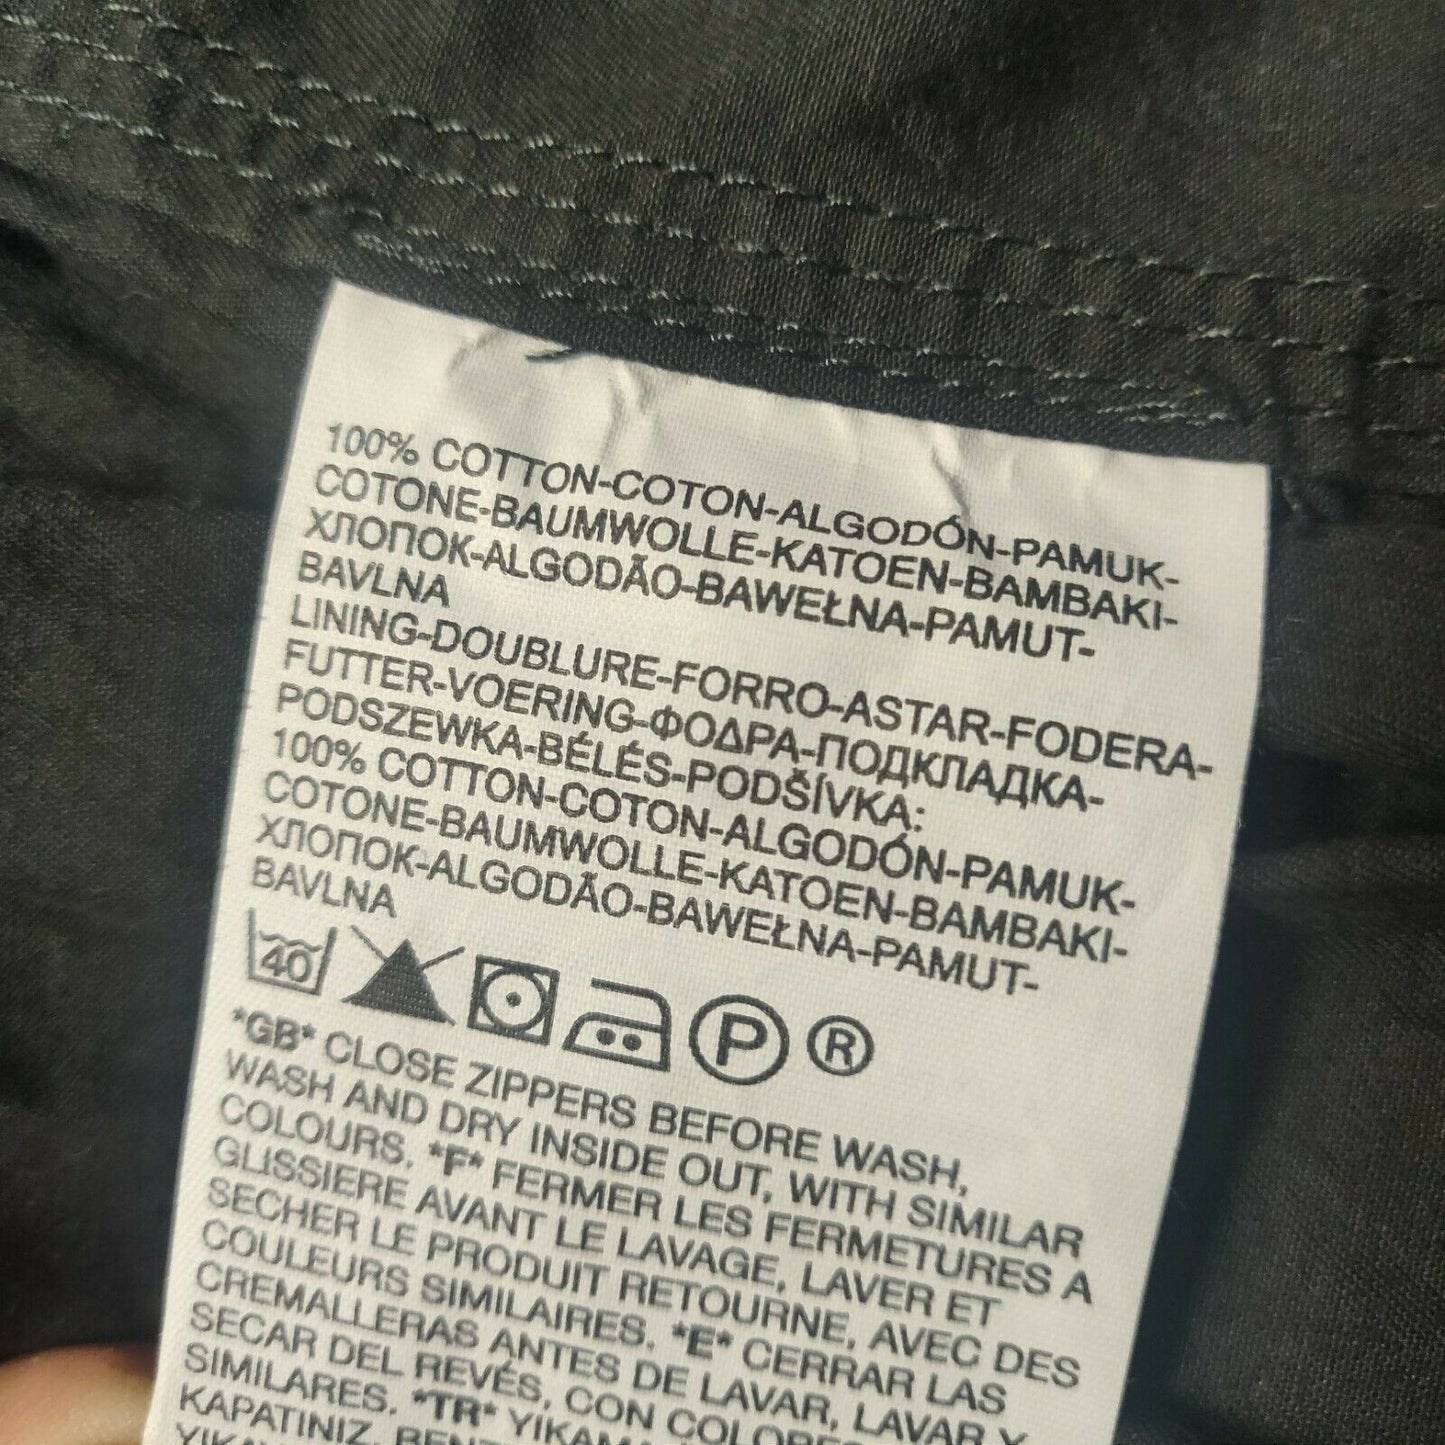 100% COTTON-COTON-ALGODÓN-PAMUK-
COTONE-BAUMWOLLE-KATOEN-BAMBAKI-
ХЛОПОК-ALGODÃO-BAWEŁNA-PAMUT-
BAVLNA
LINING-DOUBLURE-FORRO-ASTAR-FODERA-
FUTTER-VOERING-ΦΟΔΡΑ-ПОДКЛАДКА-
PODSZEWKA-BÉLÉS-PODŠÍVKA:
100% COTTON-COTON-ALGODÓN-PAMUK-
COTONE-BAUMWOLLE-KATOEN-BAMBAKI-
ХЛОПОК-ALGODÃO-BAWEŁNA-PAMUT-
BAVLNA
40 P ®
*GB* CLOSE ZIPPERS BEFORE WASH,
WASH AND DRY INSIDE OUT, WITH SIMILAR
COLOURS. *F* FERMER LES FERMETURES A
GLISSIERE AVANT LE LAVAGE, LAVER ET
SECHER LE PRODUIT RETOURNE, AVEC DES
COULEURS SIMILAIRES. *E* CERRAR LAS
CREMALLERAS ANTES DE LAVAR, LAVAR Y
SECAR DEL REVÉS, CON COLORES
SIMILARES. *TR* YIKAMA
KAPATINIZ,